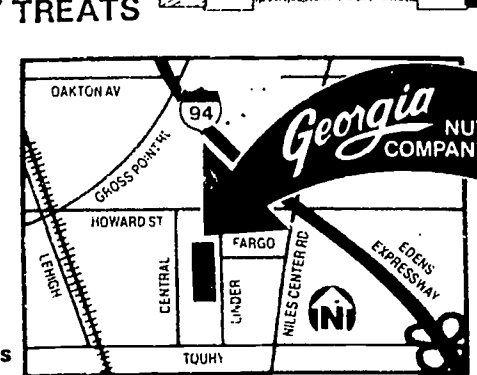 TREATS
OAKTON AV
94
Georgia
NUT
COMPAN
GROSS POINT RD
HOWARD ST
FARGO
LEHIGH
CENTRAL
LINDER
NILES CENTER RD
EDENS
EXPRESSWAY
N
TOUHY
S